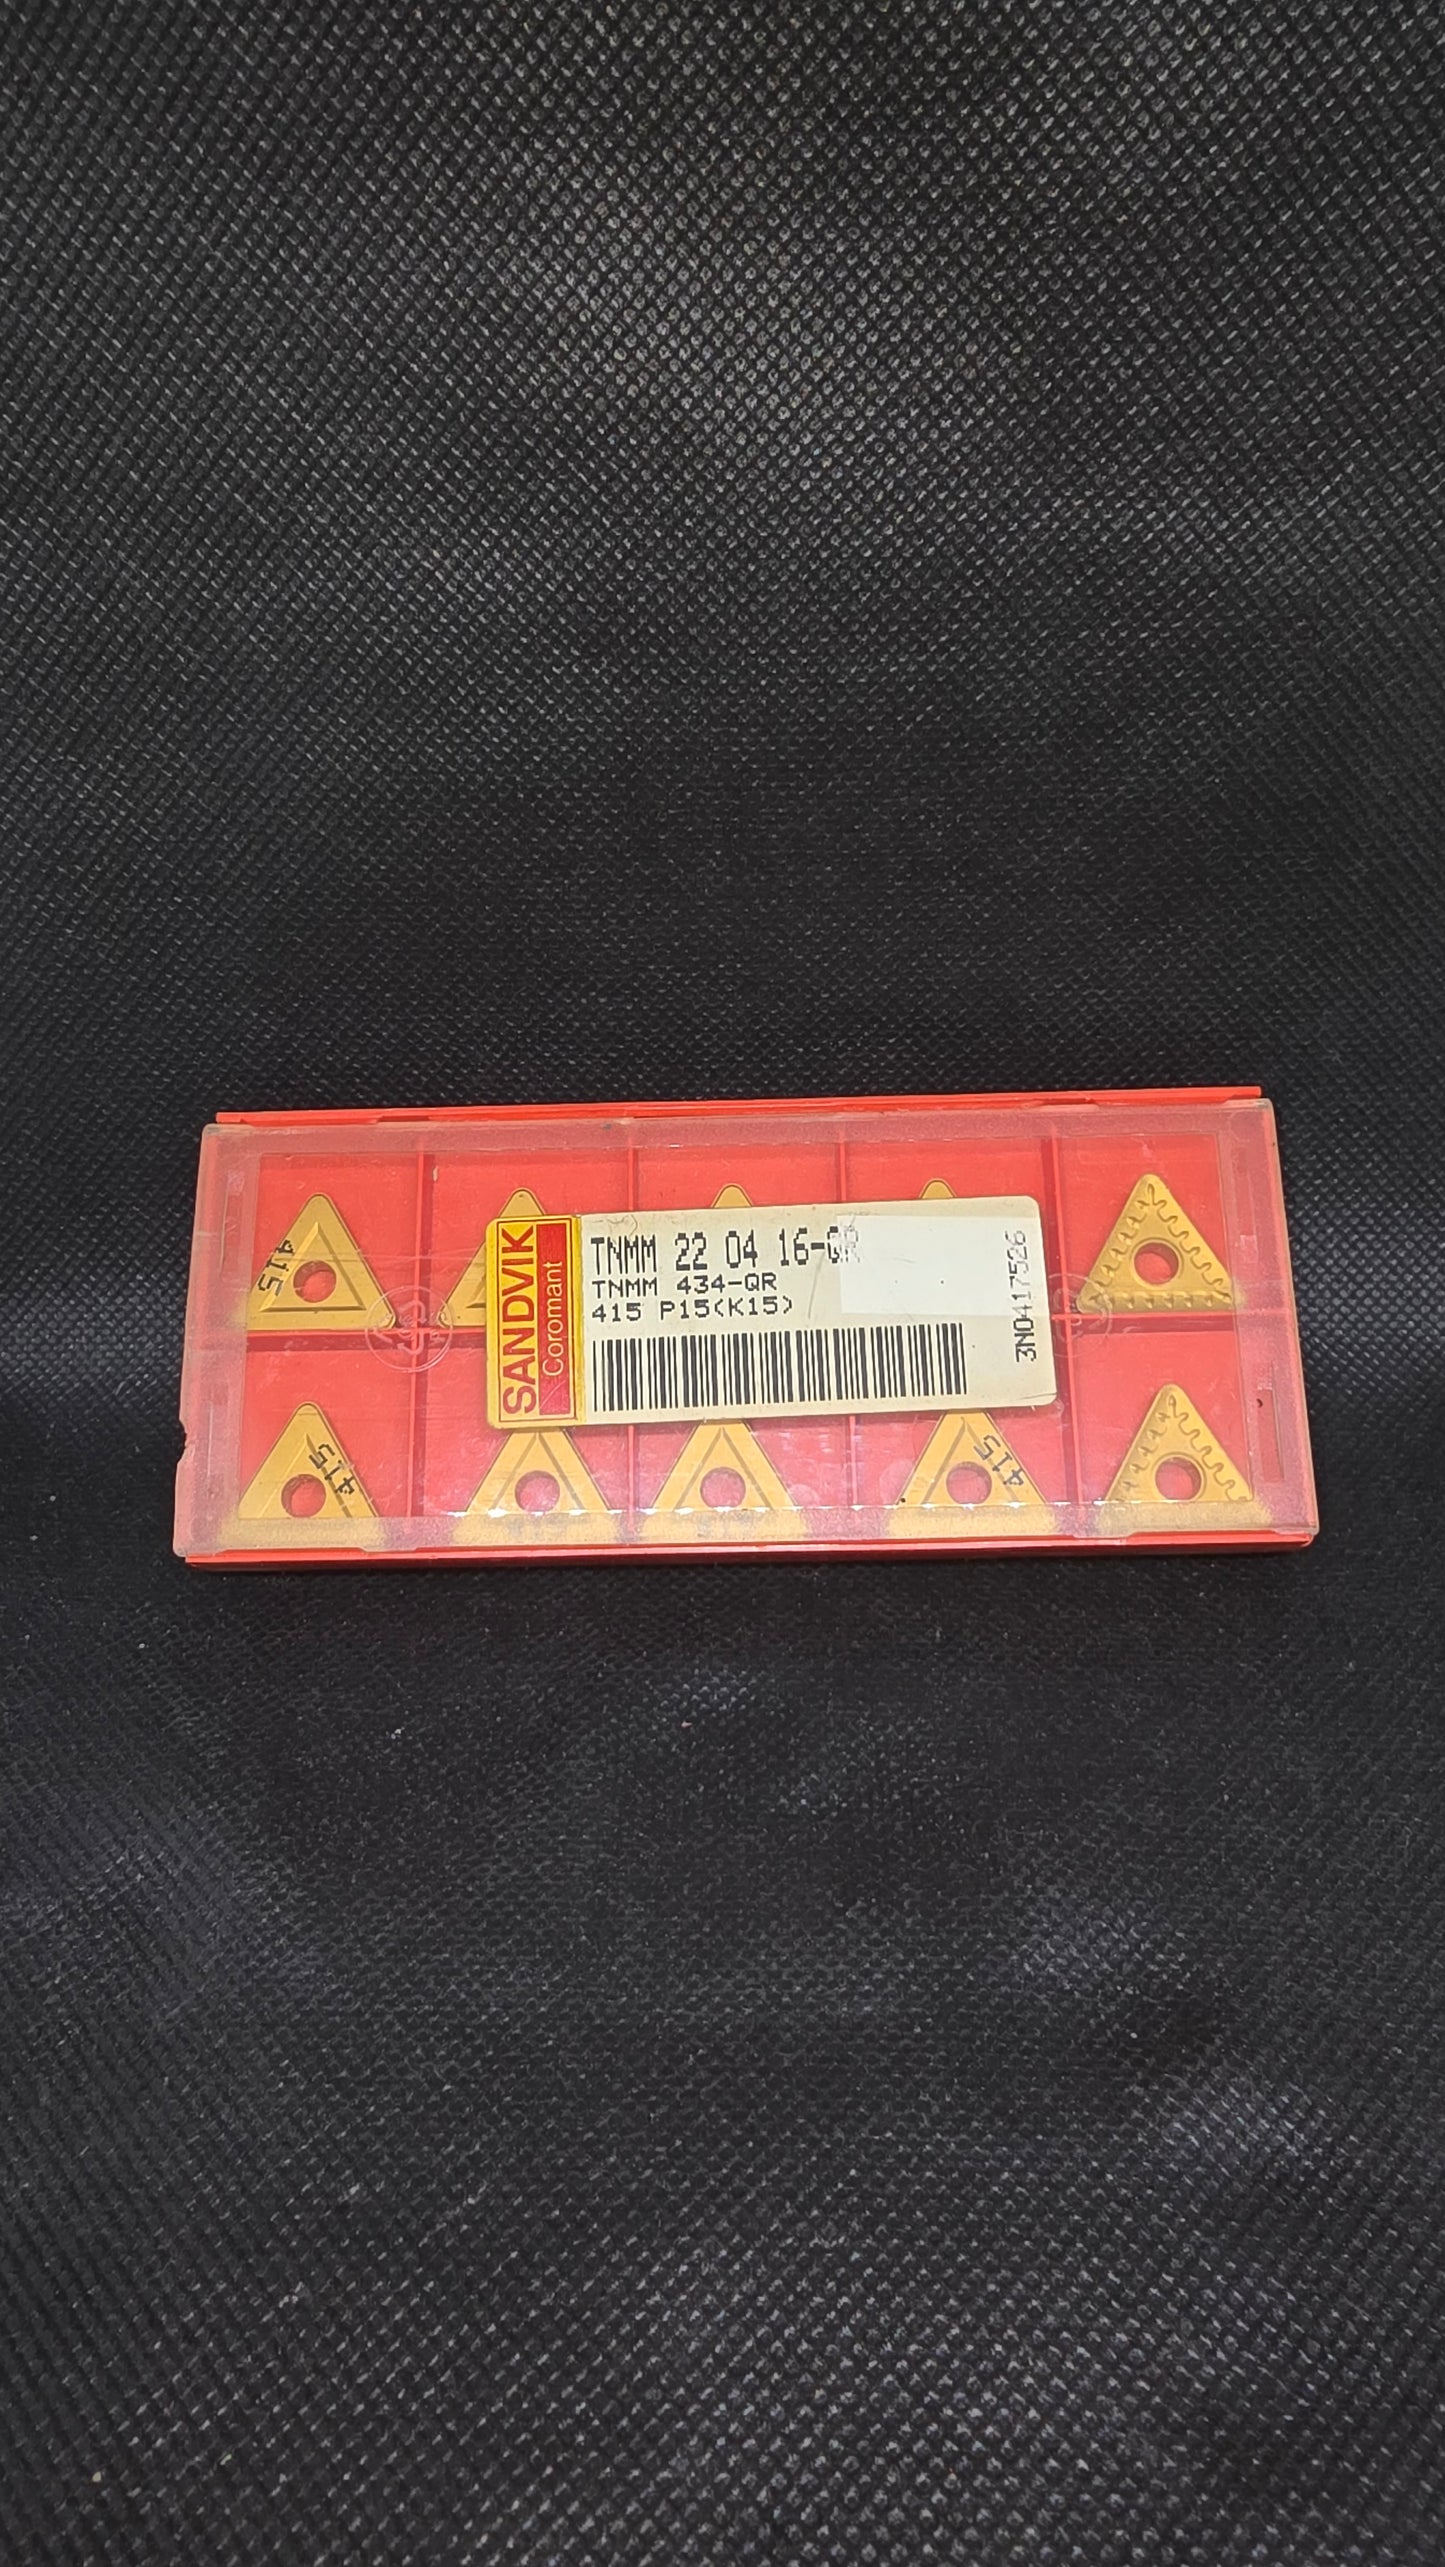 SANDVIK
Coromant
TNMM 22 04 16-QR
TNMM 434-QR
415 P15(K15)
3N0417526
415
415
415